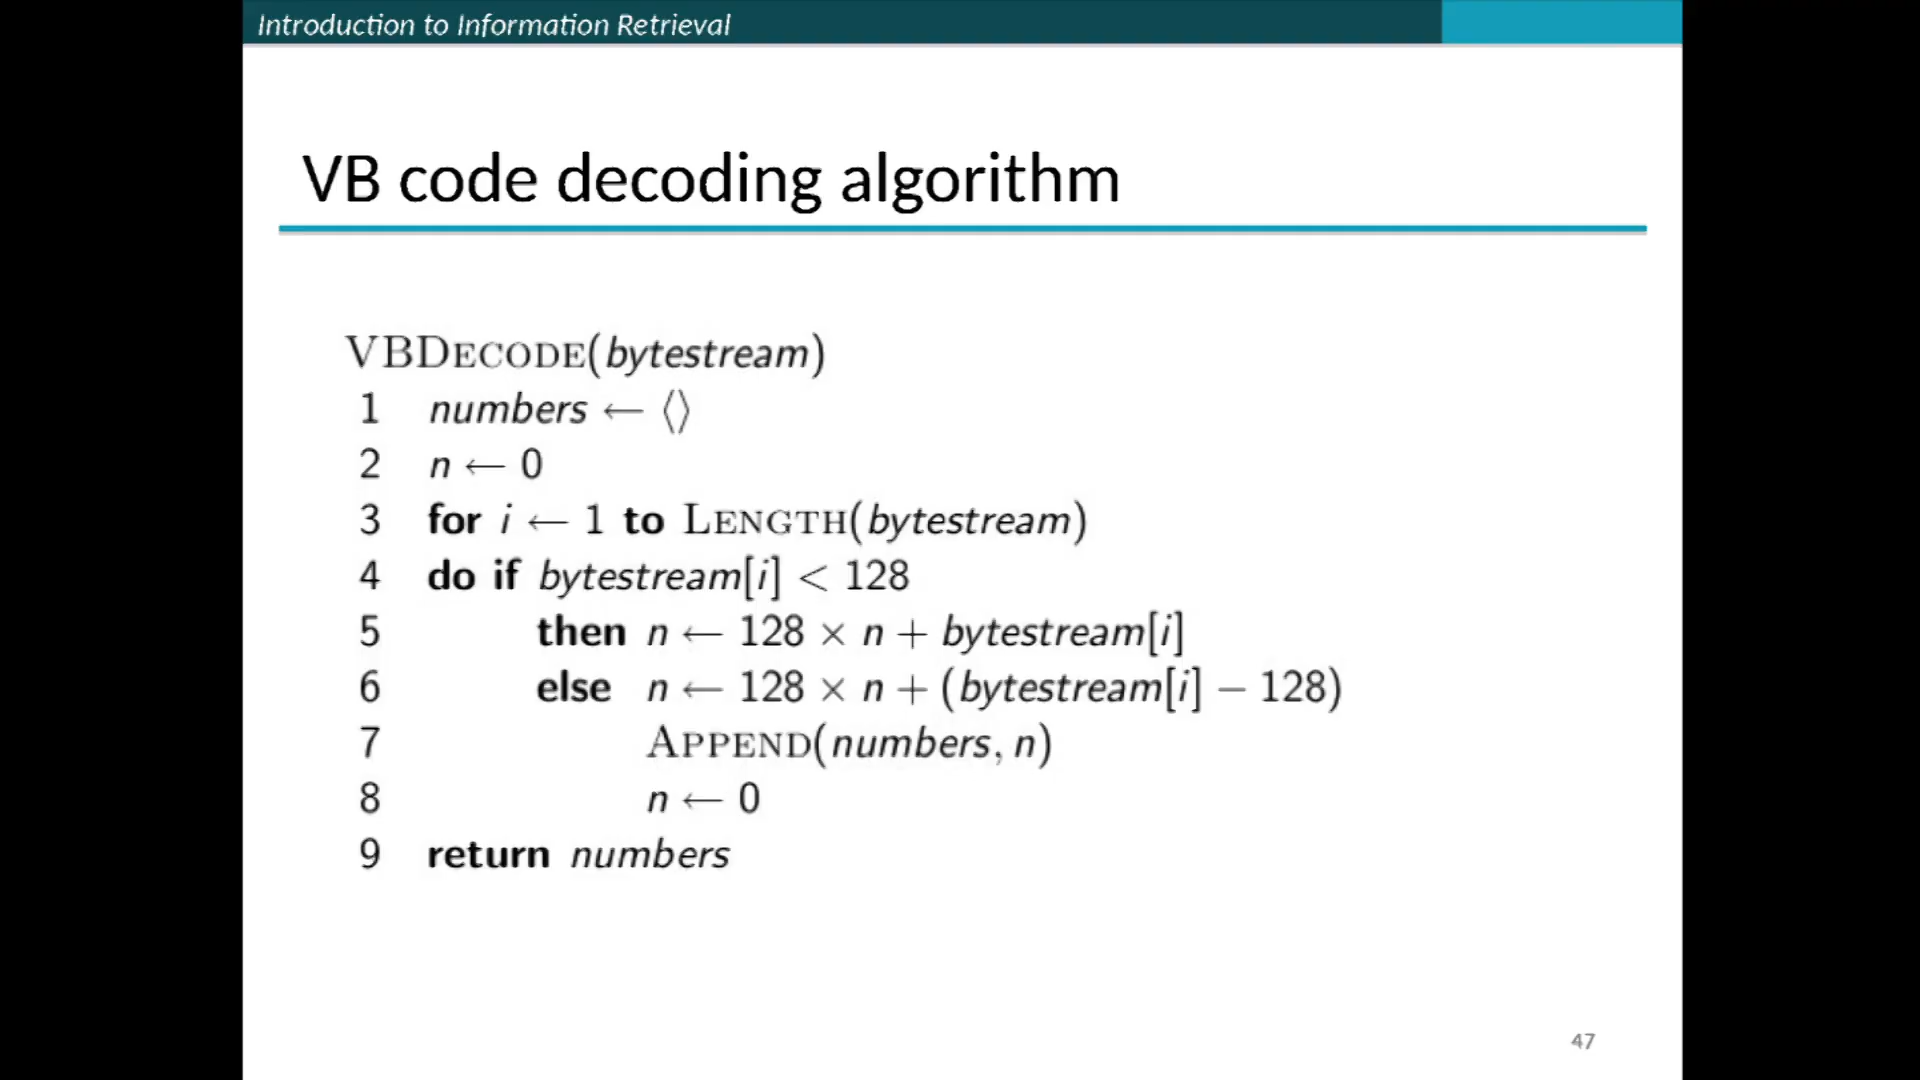 Introduction to Information Retrieval
VB code decoding algorithm
VBDECODE(bytestream)
1 numbers ← ⟨⟩
2 n ← 0
3 for i ← 1 to LENGTH(bytestream)
4 do if bytestream[i] < 128
5 then n ← 128 × n + bytestream[i]
6 else n ← 128 × n + (bytestream[i] − 128)
7 APPEND(numbers, n)
8 n ← 0
9 return numbers
47